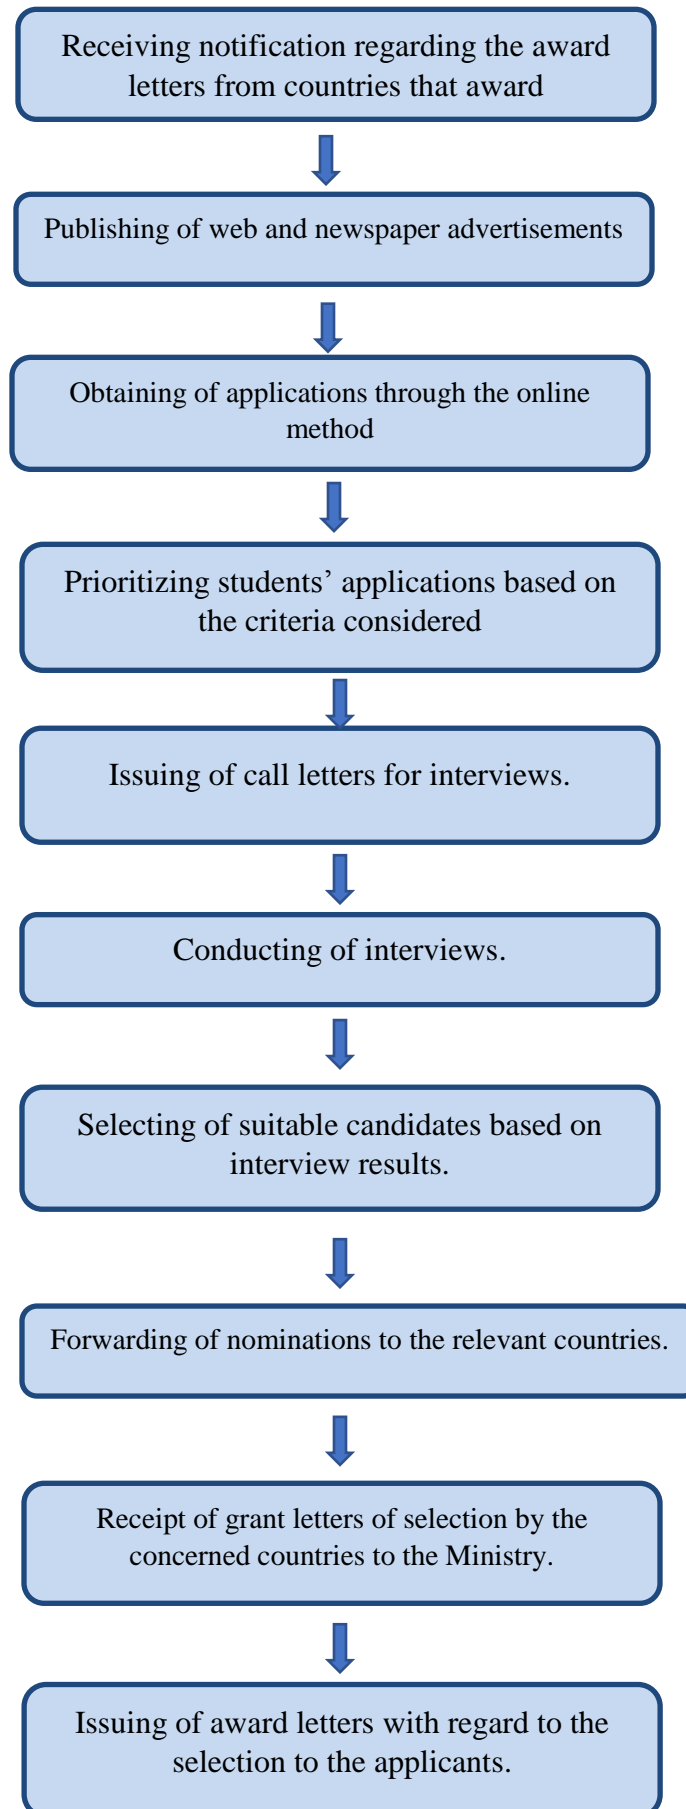 Receiving notification regarding the award
letters from countries that award
Publishing of web and newspaper advertisements
Obtaining of applications through the online
method
Prioritizing students’ applications based on
the criteria considered
Issuing of call letters for interviews.
Conducting of interviews.
Selecting of suitable candidates based on
interview results.
Forwarding of nominations to the relevant countries.
Receipt of grant letters of selection by the
concerned countries to the Ministry.
Issuing of award letters with regard to the
selection to the applicants.